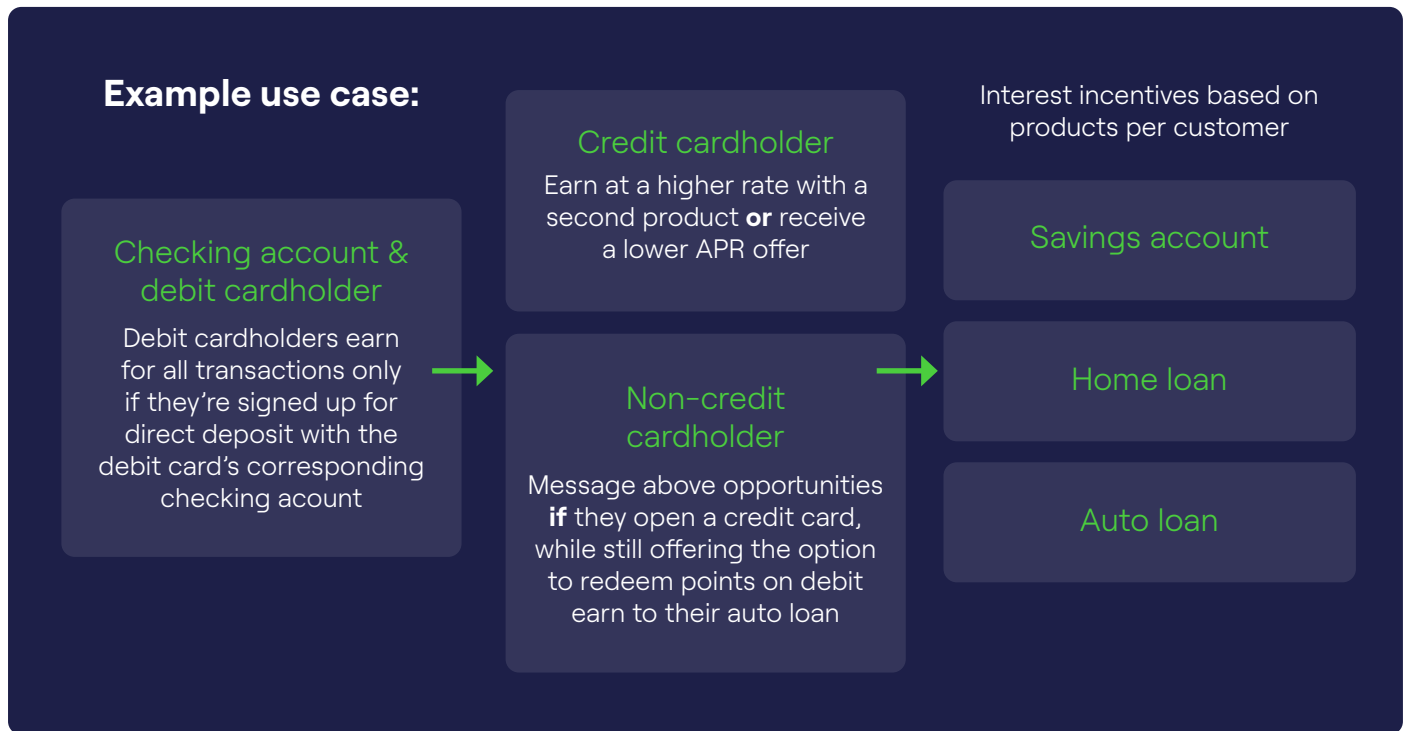 Example use case:
Checking account &
debit cardholder
Debit cardholders earn
for all transactions only
if they’re signed up for
direct deposit with the
debit card’s corresponding
checking acount
Credit cardholder
Earn at a higher rate with a
second product or receive
a lower APR offer
Non-credit
cardholder
Message above opportunities
if they open a credit card,
while still offering the option
to redeem points on debit
earn to their auto loan
Interest incentives based on
products per customer
Savings account
Home loan
Auto loan